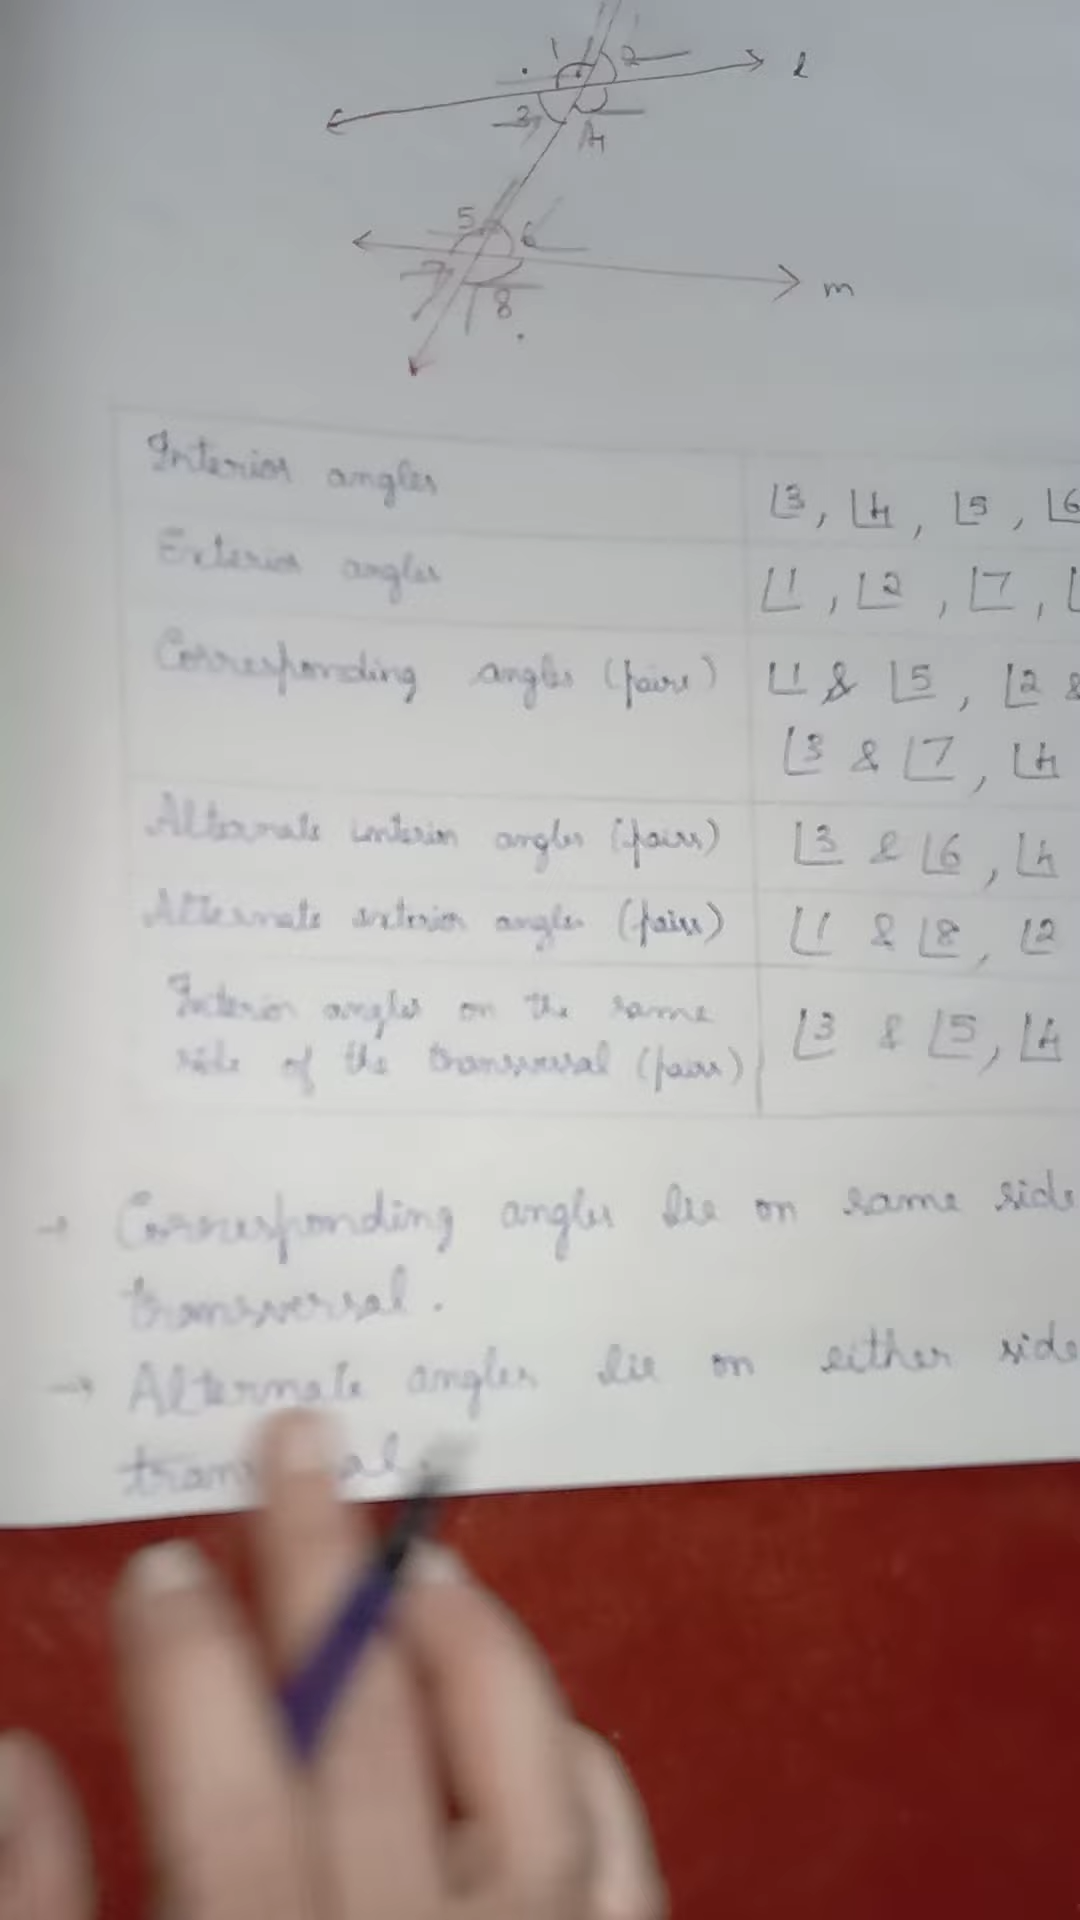 1 2 l
3 4
5 6
7 8 m
Interior angles ∠3, ∠4, ∠5, ∠6
Exterior angles ∠1, ∠2, ∠7, ∠
Corresponding angles (pairs) ∠1 & ∠5, ∠2 &
∠3 & ∠7, ∠4
Alternate interior angles (pairs) ∠3 & ∠6, ∠4
Alternate exterior angles (pairs) ∠1 & ∠8, ∠2
Interior angles on the same
side of the transversal (pairs) ∠3 & ∠5, ∠4
→ Corresponding angles lie on same side
transversal.
→ Alternate angles lie on either side